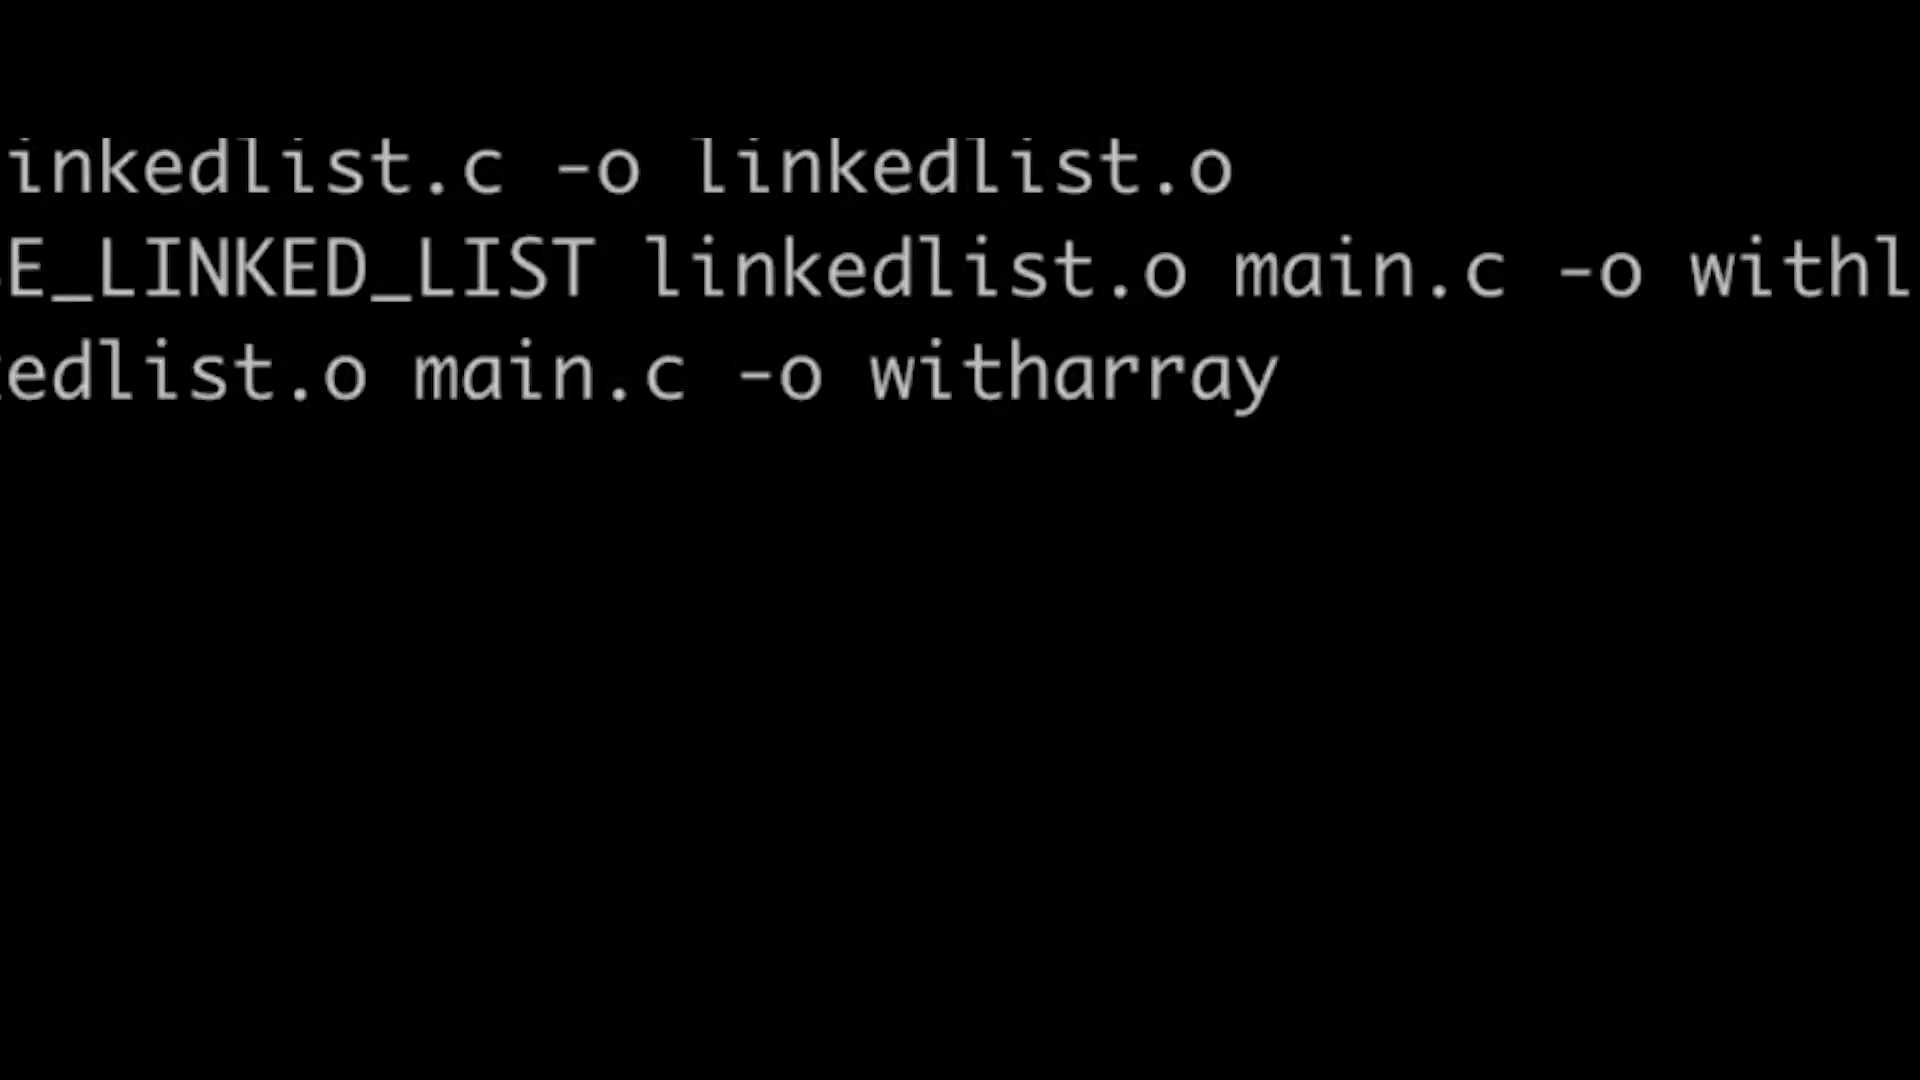 inkedlist.c -o linkedlist.o
E_LINKED_LIST linkedlist.o main.c -o withl
edlist.o main.c -o witharray